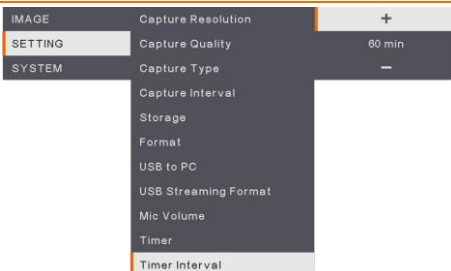 IMAGE
SETTING
SYSTEM
Capture Resolution
Capture Quality
Capture Type
Capture Interval
Storage
Format
USB to PC
USB Streaming Format
Mic Volume
Timer
Timer Interval
+
60 min
−